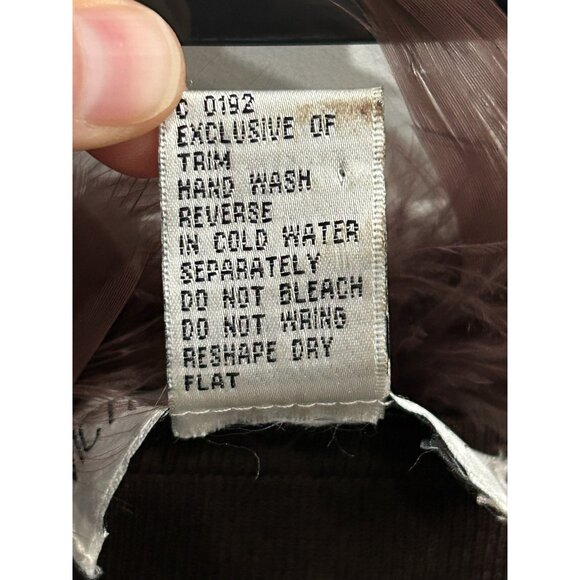 C 0192
EXCLUSIVE OF
TRIM
HAND WASH
REVERSE
IN COLD WATER
SEPARATELY
DO NOT BLEACH
DO NOT WRING
RESHAPE DRY
FLAT